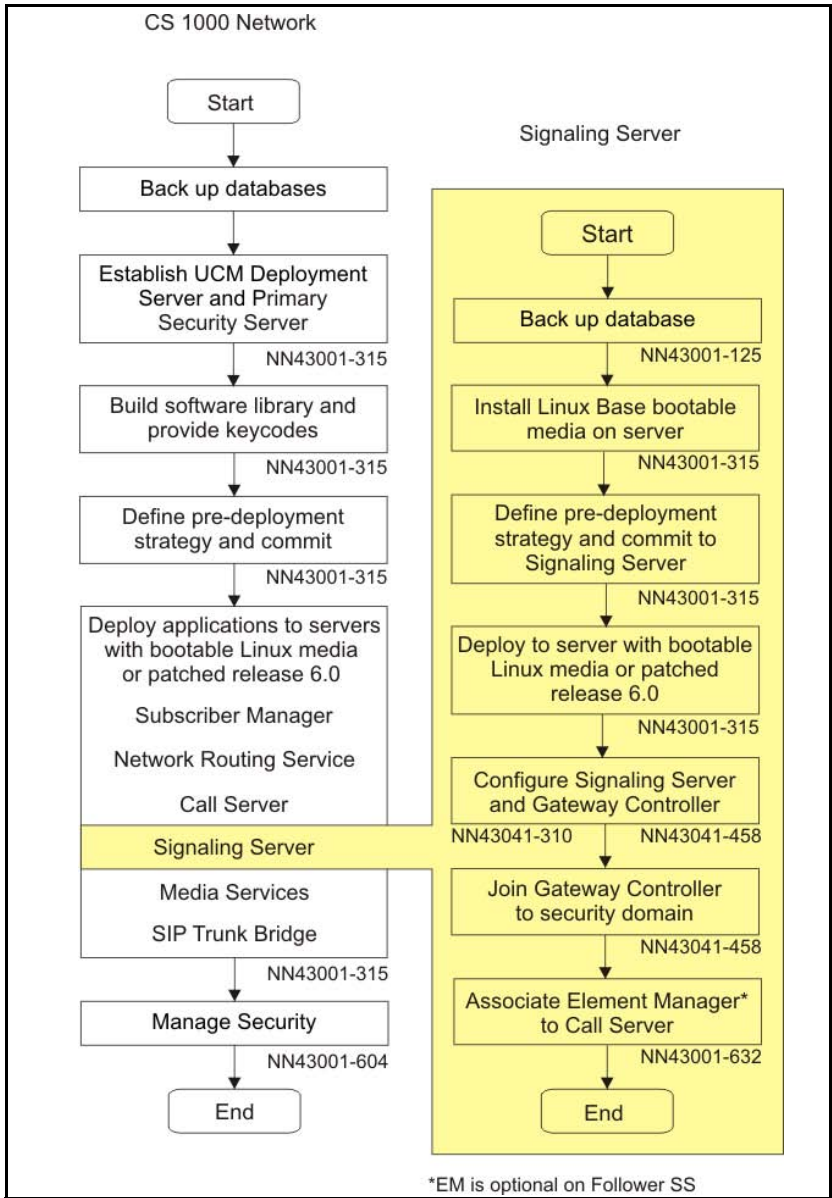 CS 1000 Network
Start
Back up databases
Establish UCM Deployment
Server and Primary
Security Server
NN43001-315
Build software library and
provide keycodes
NN43001-315
Define pre-deployment
strategy and commit
NN43001-315
Deploy applications to servers
with bootable Linux media
or patched release 6.0
Subscriber Manager
Network Routing Service
Call Server
Signaling Server
Media Services
SIP Trunk Bridge
NN43001-315
Manage Security
NN43001-604
End
Signaling Server
Start
Back up database
NN43001-125
Install Linux Base bootable
media on server
NN43001-315
Define pre-deployment
strategy and commit to
Signaling Server
NN43001-315
Deploy to server with bootable
Linux media or patched
release 6.0
NN43001-315
Configure Signaling Server
and Gateway Controller
NN43041-310 NN43041-458
Join Gateway Controller
to security domain
NN43041-458
Associate Element Manager*
to Call Server
NN43001-632
End
*EM is optional on Follower SS